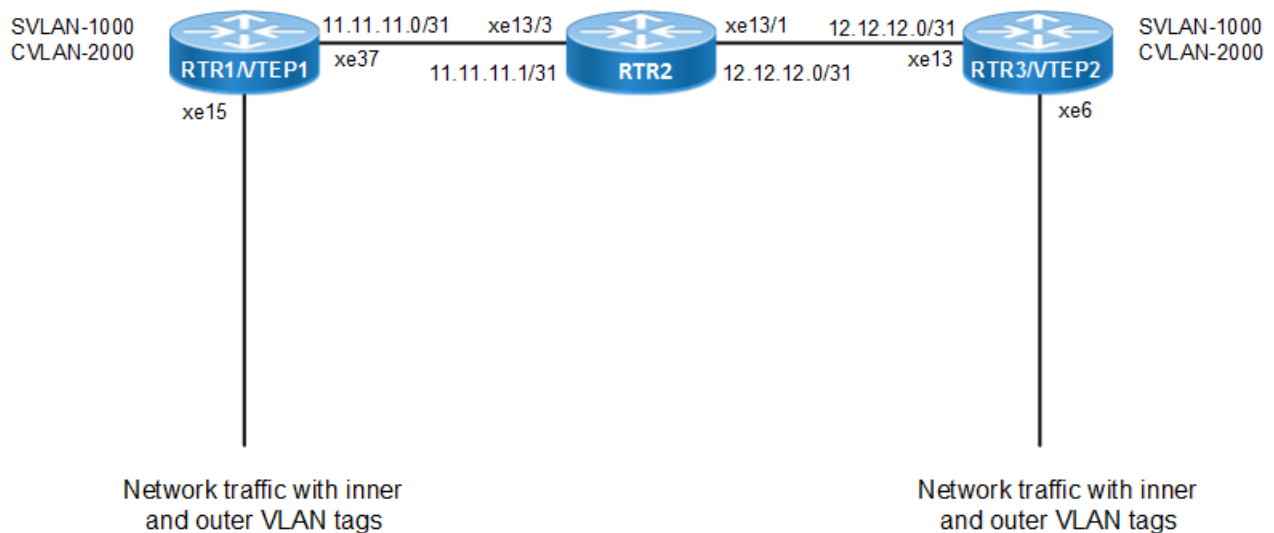 SVLAN-1000
CVLAN-2000
RTR1/VTEP1
11.11.11.0/31
xe37
xe13/3
11.11.11.1/31
RTR2
xe13/1
12.12.12.0/31
12.12.12.0/31
xe13
RTR3/VTEP2
SVLAN-1000
CVLAN-2000
xe15
xe6
Network traffic with inner
and outer VLAN tags
Network traffic with inner
and outer VLAN tags